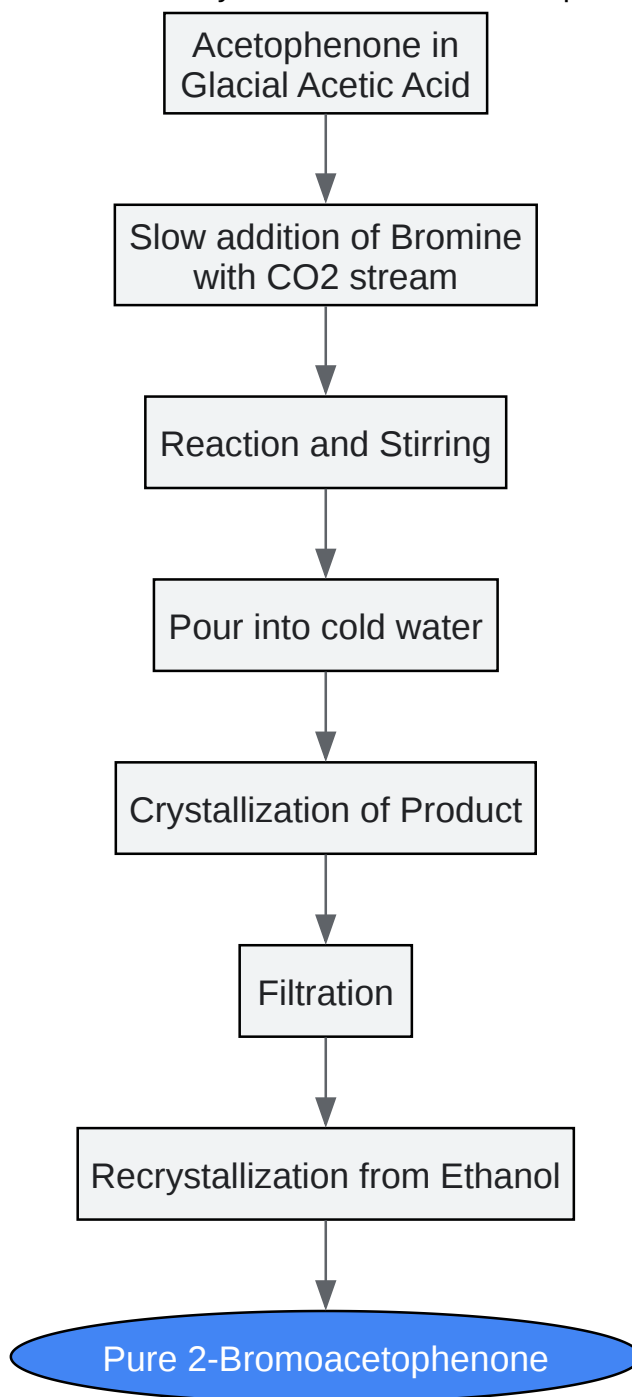 Acetophenone in
Glacial Acetic Acid
Slow addition of Bromine
with CO2 stream
Reaction and Stirring
Pour into cold water
Crystallization of Product
Filtration
Recrystallization from Ethanol
Pure 2-Bromoacetophenone